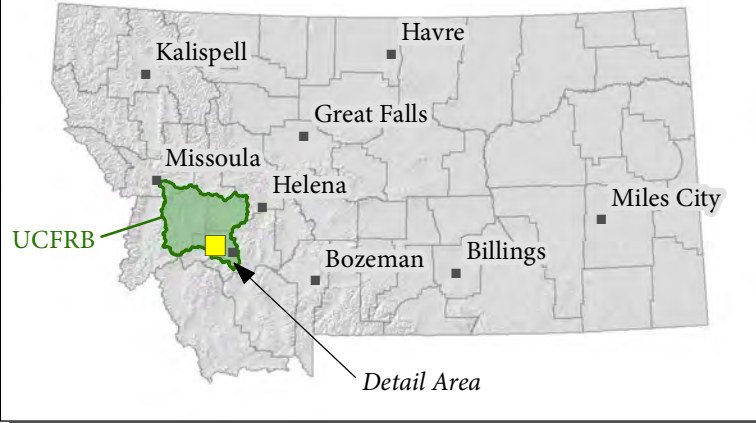 Havre
Kalispell
Great Falls
Missoula
Helena
Miles City
UCFRB
Bozeman
Billings
Detail Area